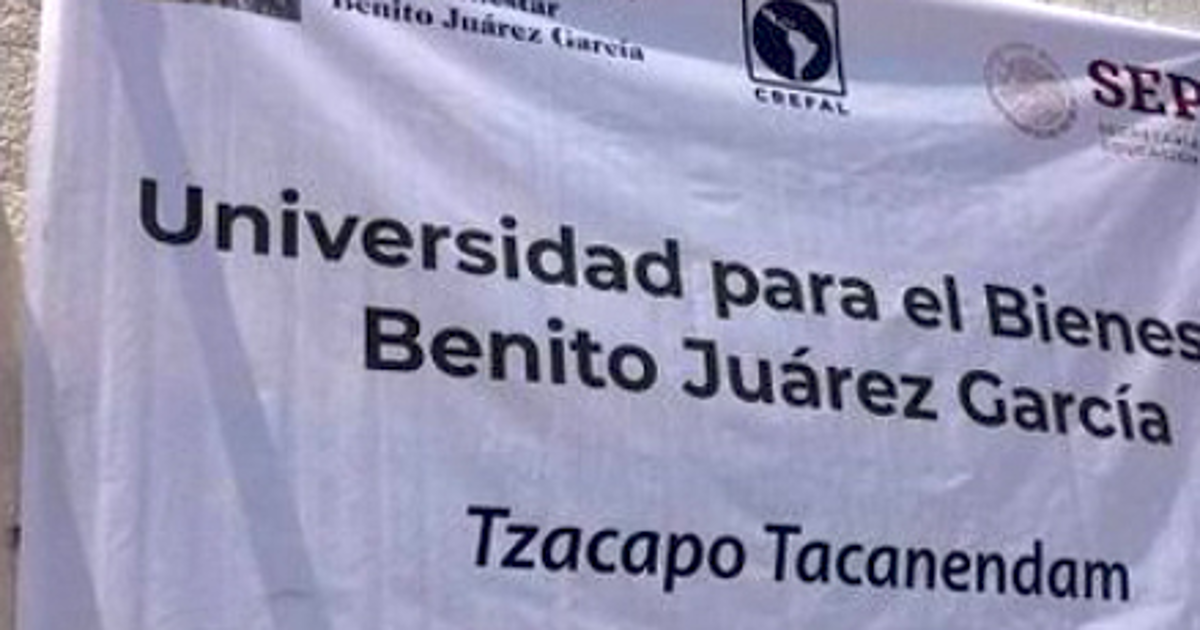 Benito Juárez García
CREFAL
SEP
Universidad para el Bienes
Benito Juárez García
Tzacapo Tacanendam